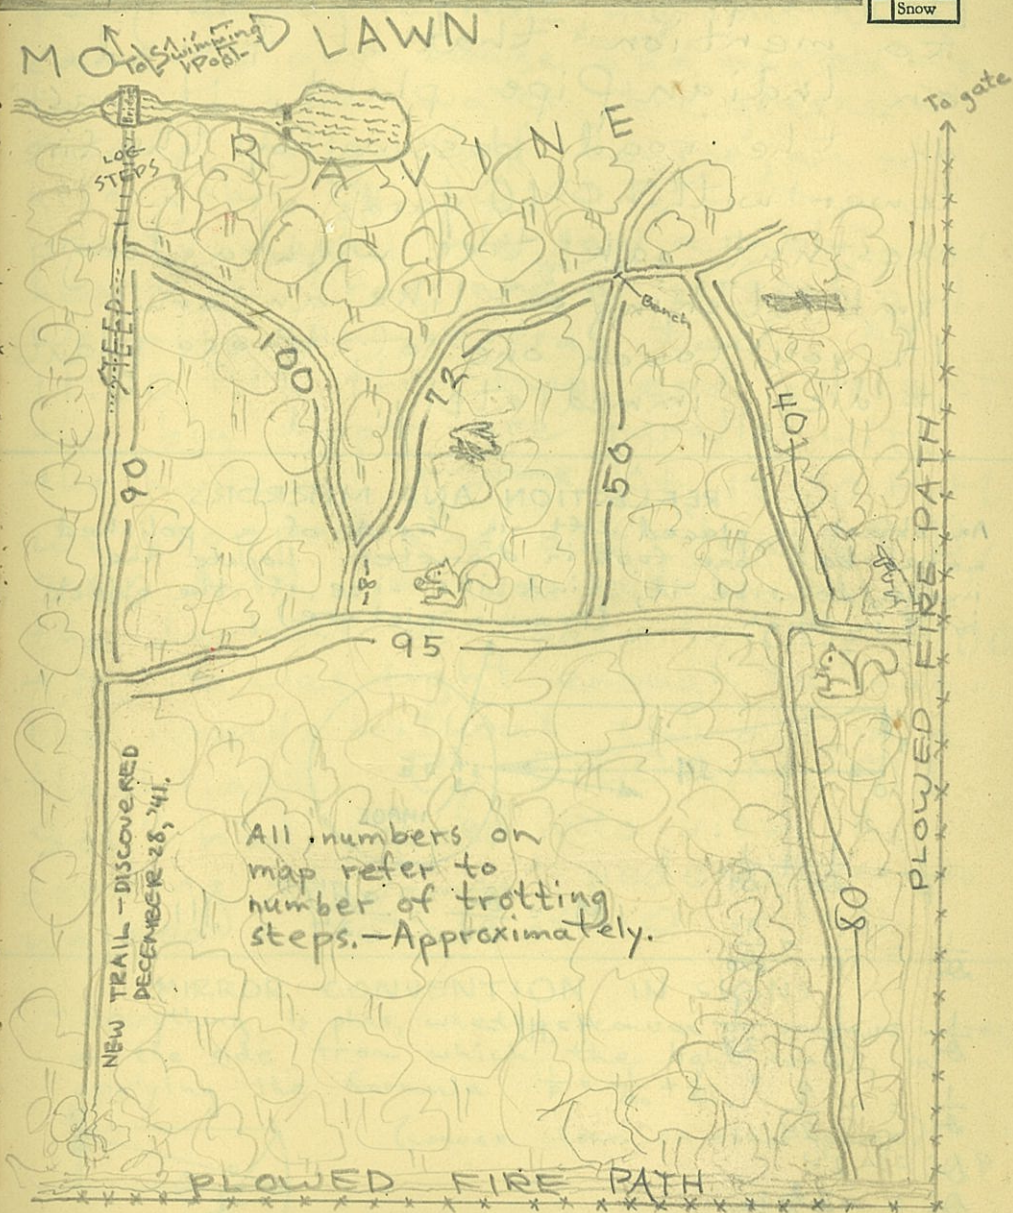 Snow
MOWED LAWN
To Swimming
Pool
To gate
Bridge
RAVINE
LOG
STEPS
STEEP
Bench
100
72
40
90
50
-8-
95
80
PLOWED FIRE PATH
NEW TRAIL-DISCOVERED
DECEMBER 28, '41.
All numbers on
map refer to
number of trotting
steps.—Approximately.
PLOWED FIRE PATH